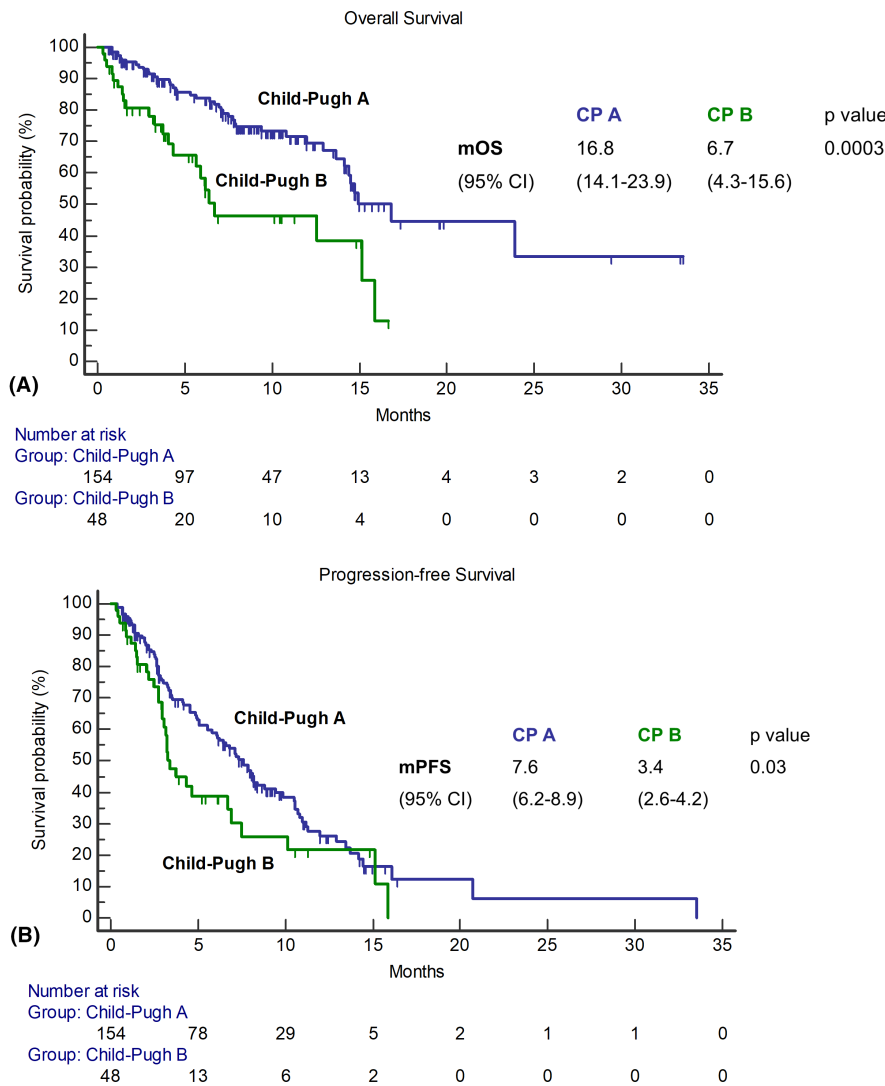 Overall Survival
100
90
80
70
60
50
40
30
20
10
0
Survival probability (%)
Child-Pugh A
Child-Pugh B
CP A CP B p value
mOS 16.8 6.7 0.0003
(95% CI) (14.1-23.9) (4.3-15.6)
0 5 10 15 20 25 30 35
(A)
Months
Number at risk
Group: Child-Pugh A
154 97 47 13 4 3 2 0
Group: Child-Pugh B
48 20 10 4 0 0 0 0
Progression-free Survival
100
90
80
70
60
50
40
30
20
10
0
Survival probability (%)
Child-Pugh A
Child-Pugh B
CP A CP B p value
mPFS 7.6 3.4 0.03
(95% CI) (6.2-8.9) (2.6-4.2)
(B)
0 5 10 15 20 25 30 35
Months
Number at risk
Group: Child-Pugh A
154 78 29 5 2 1 1 0
Group: Child-Pugh B
48 13 6 2 0 0 0 0